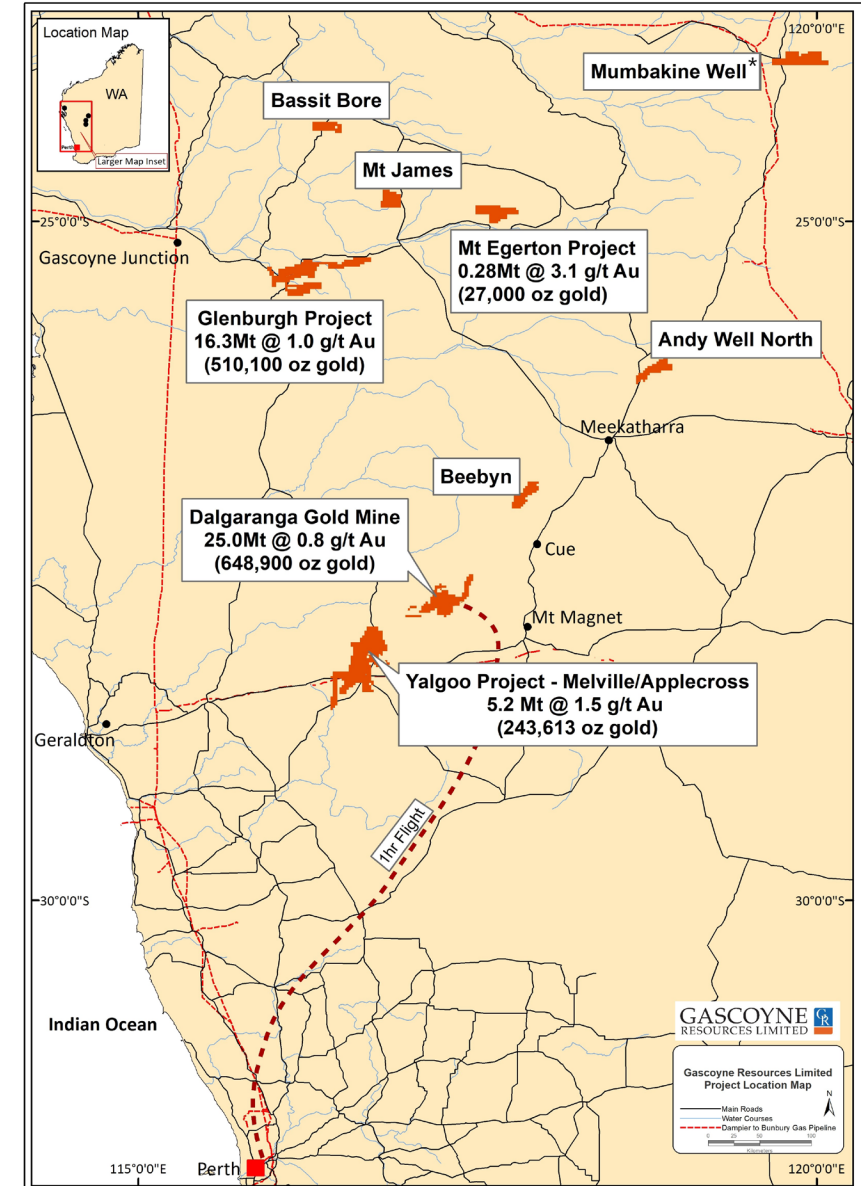 Location Map
WA
Perth
Larger Map Inset
120°0'0"E
Mumbakine Well*
Bassit Bore
Mt James
25°0'0"S
25°0'0"S
Gascoyne Junction
Mt Egerton Project
0.28Mt @ 3.1 g/t Au
(27,000 oz gold)
Glenburgh Project
16.3Mt @ 1.0 g/t Au
(510,100 oz gold)
Andy Well North
Meekatharra
Beebyn
Dalgaranga Gold Mine
25.0Mt @ 0.8 g/t Au
(648,900 oz gold)
Cue
Mt Magnet
Yalgoo Project - Melville/Applecross
5.2 Mt @ 1.5 g/t Au
(243,613 oz gold)
Geraldton
1hr Flight
30°0'0"S
30°0'0"S
Indian Ocean
GASCOYNE
RESOURCES LIMITED
Gascoyne Resources Limited
Project Location Map
N
Main Roads
Water Courses
Dampier to Bunbury Gas Pipeline
0 25 50 100
Kilometers
Perth
115°0'0"E
120°0'0"E